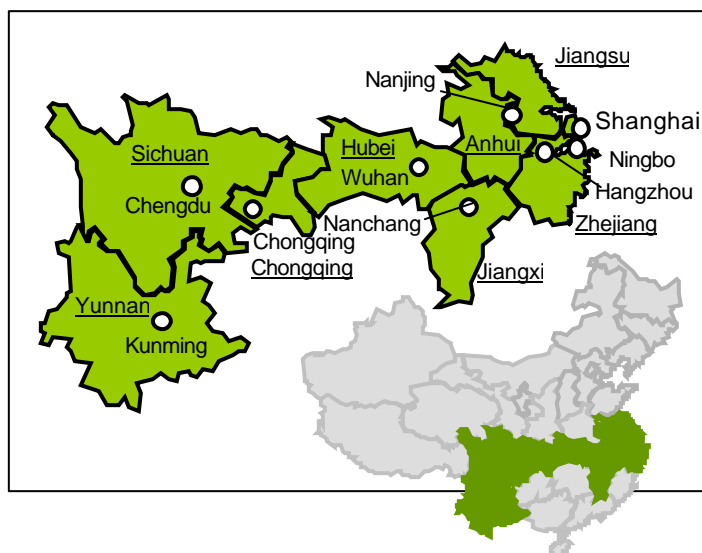 Jiangsu
Nanjing
Shanghai
Sichuan
Hubei
Anhui
Ningbo
Wuhan
Hangzhou
Chengdu
Nanchang
Zhejiang
Chongqing
Chongqing
Jiangxi
Yunnan
Kunming